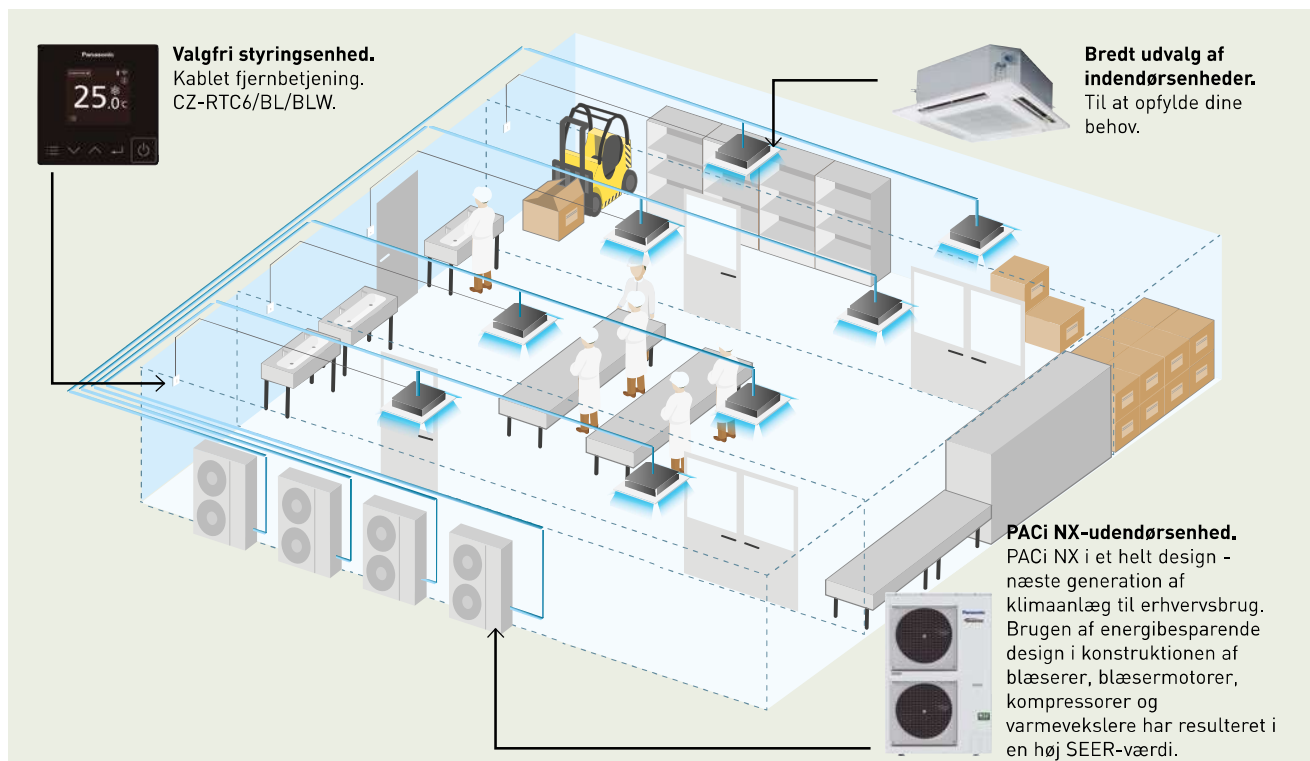 Panasonic
25.0°C
Valgfri styringsenhed.
Kablet fjernbetjening.
CZ-RTC6/BL/BLW.
Bredt udvalg af
indendørsenheder.
Til at opfylde dine
behov.
PACi NX-udendørsenhed.
PACi NX i et helt design -
næste generation af
klimaanlæg til erhvervsbrug.
Brugen af energibesparende
design i konstruktionen af
blæserer, blæsermotorer,
kompressorer og
varmevekslere har resulteret i
en høj SEER-værdi.
Panasonic